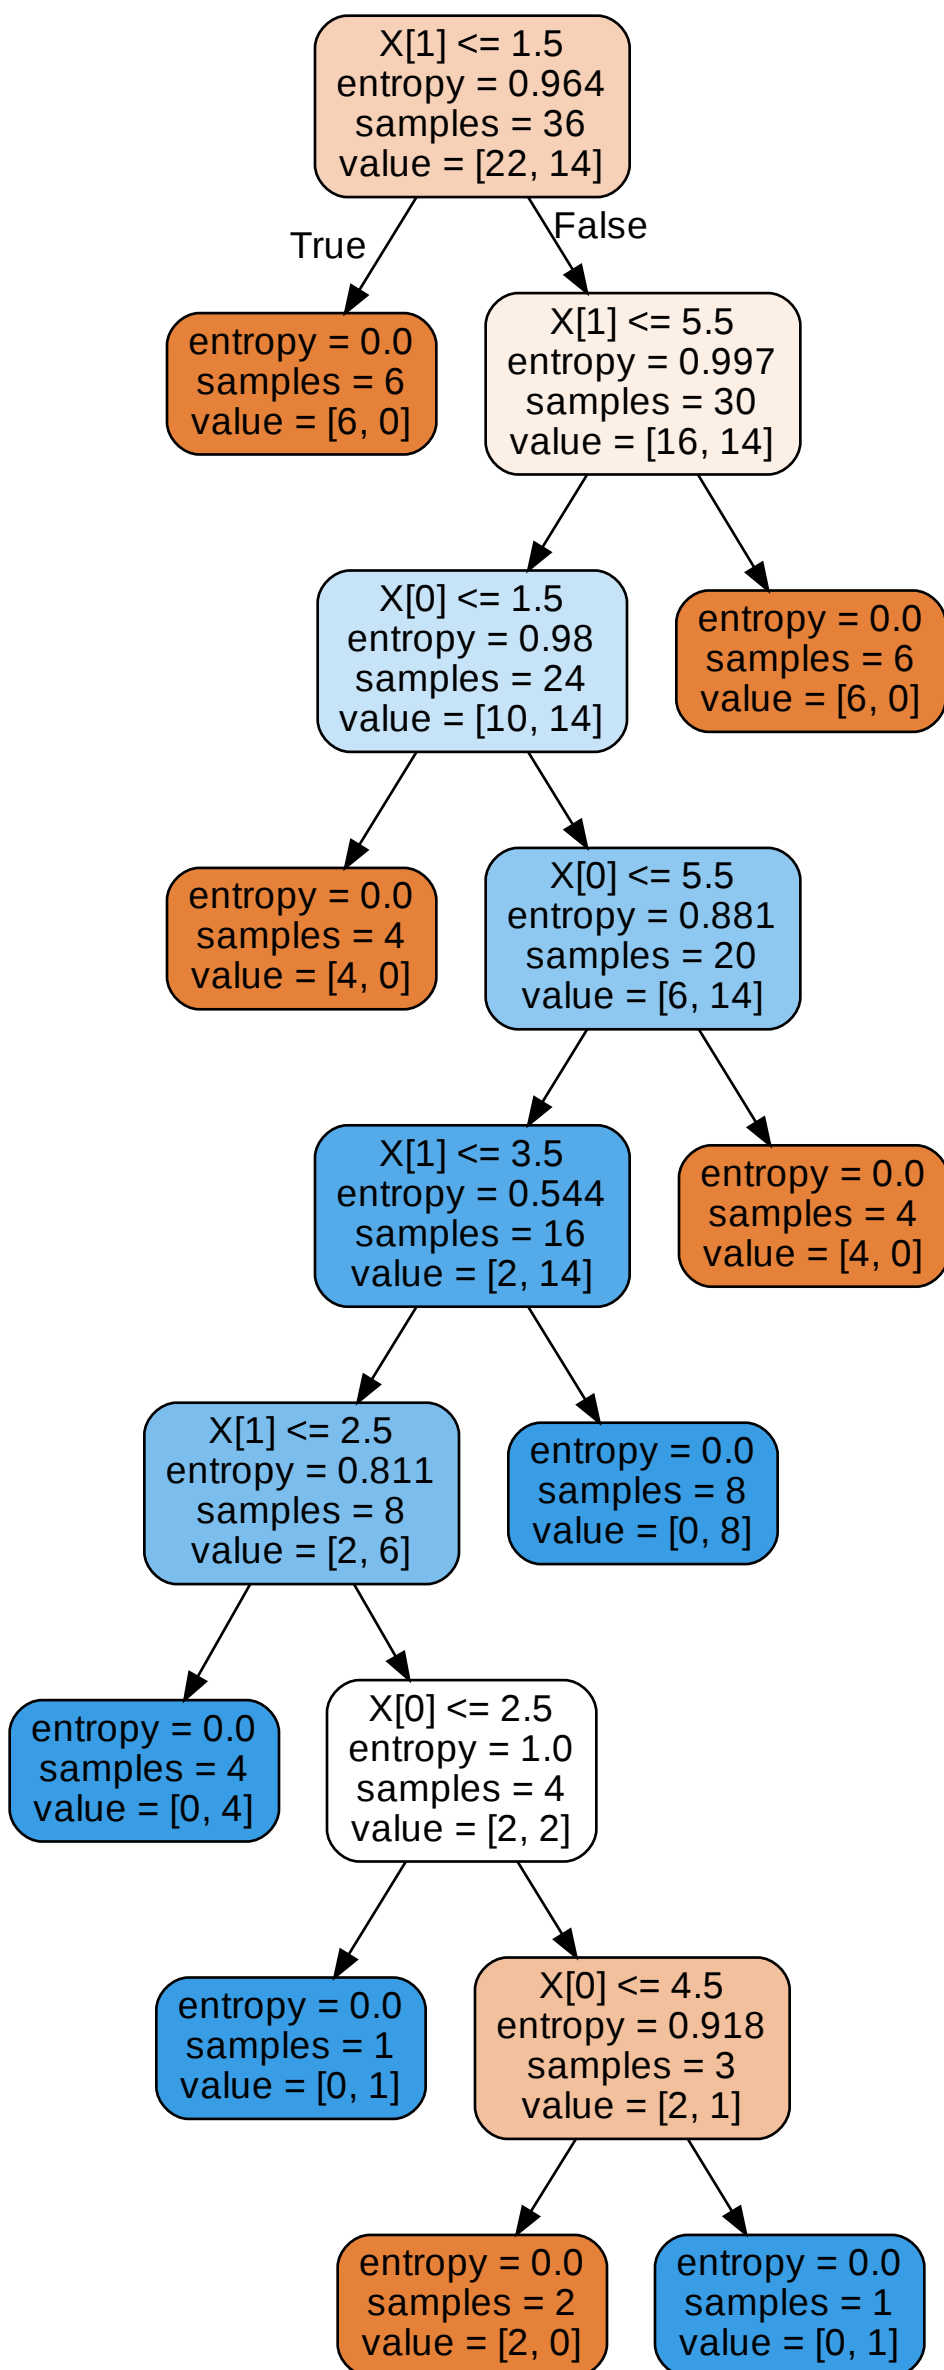 X[1] <= 1.5
entropy = 0.964
samples = 36
value = [22, 14]
True
False
entropy = 0.0
samples = 6
value = [6, 0]
X[1] <= 5.5
entropy = 0.997
samples = 30
value = [16, 14]
X[0] <= 1.5
entropy = 0.98
samples = 24
value = [10, 14]
entropy = 0.0
samples = 6
value = [6, 0]
entropy = 0.0
samples = 4
value = [4, 0]
X[0] <= 5.5
entropy = 0.881
samples = 20
value = [6, 14]
X[1] <= 3.5
entropy = 0.544
samples = 16
value = [2, 14]
entropy = 0.0
samples = 4
value = [4, 0]
X[1] <= 2.5
entropy = 0.811
samples = 8
value = [2, 6]
entropy = 0.0
samples = 8
value = [0, 8]
entropy = 0.0
samples = 4
value = [0, 4]
X[0] <= 2.5
entropy = 1.0
samples = 4
value = [2, 2]
entropy = 0.0
samples = 1
value = [0, 1]
X[0] <= 4.5
entropy = 0.918
samples = 3
value = [2, 1]
entropy = 0.0
samples = 2
value = [2, 0]
entropy = 0.0
samples = 1
value = [0, 1]